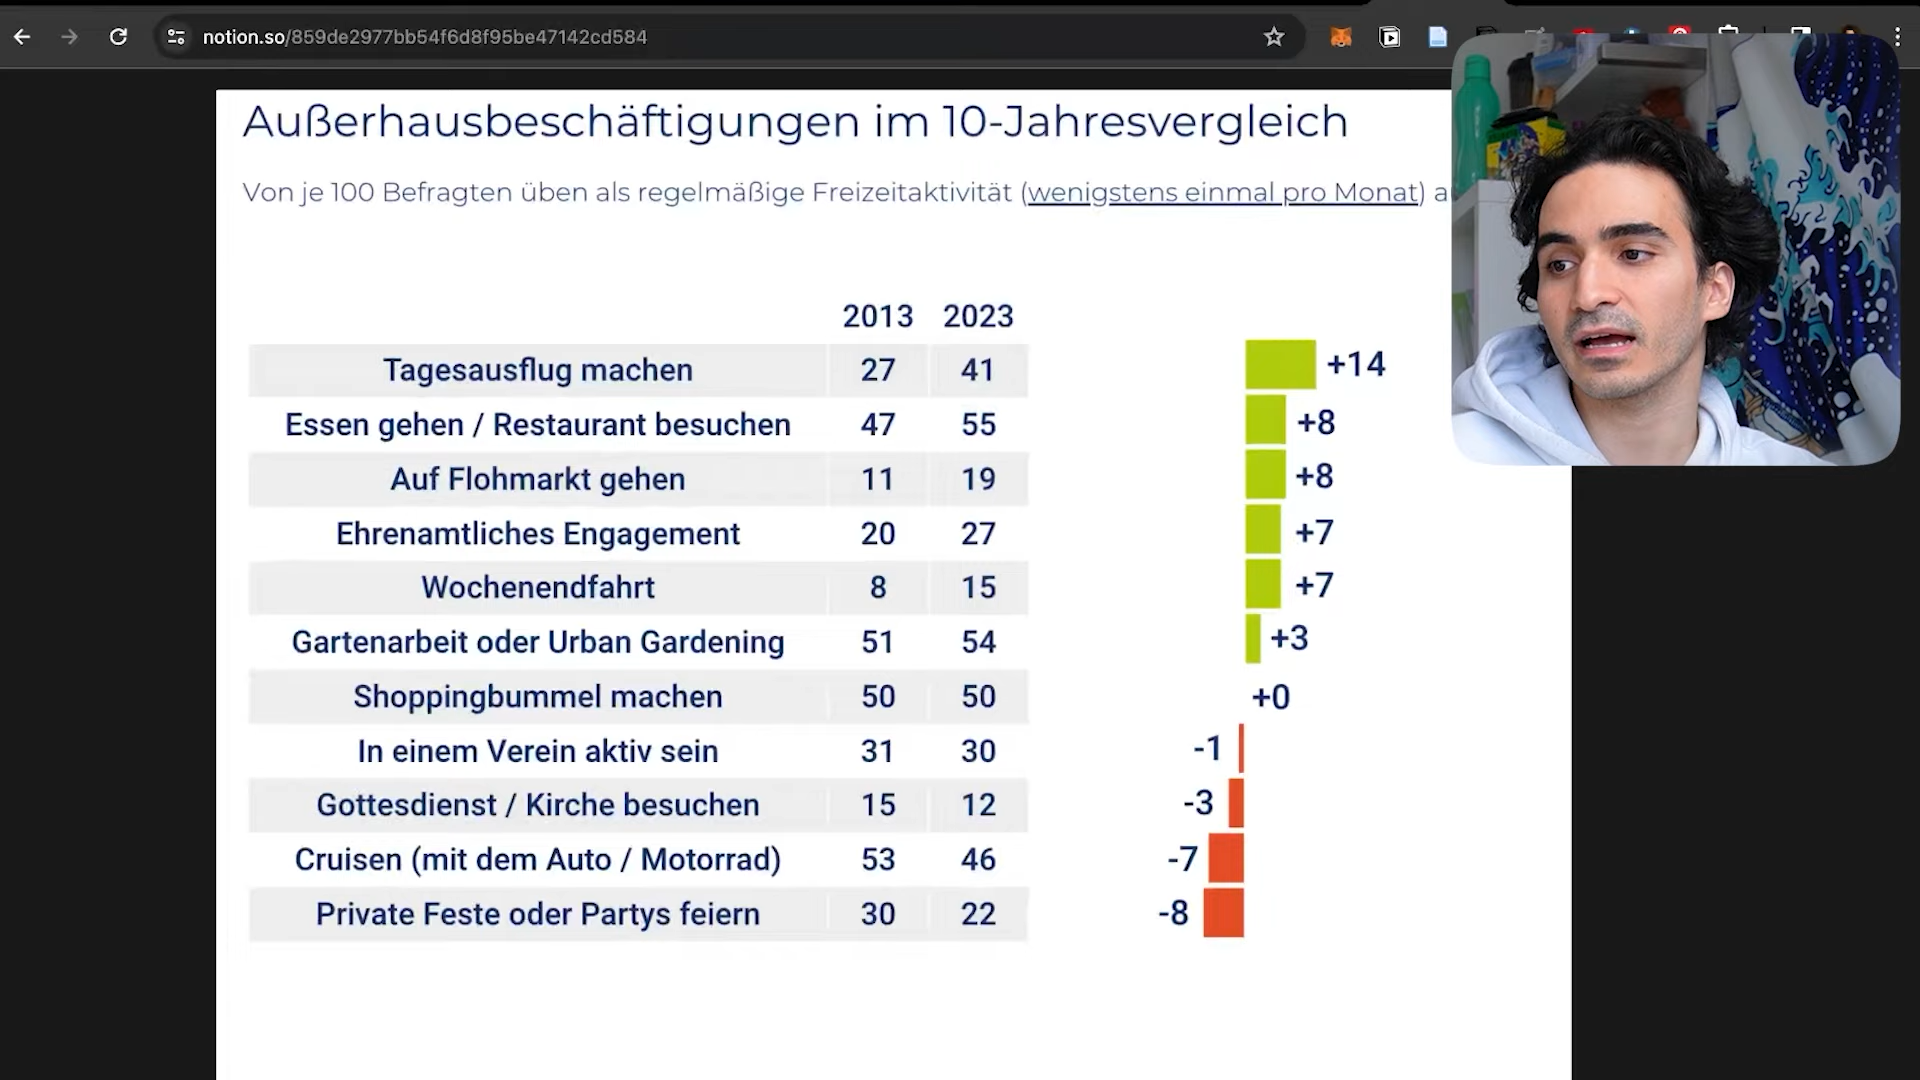 notion.so/859de2977bb54f6d8f95be47142cd584
Außerhausbeschäftigungen im 10-Jahresvergleich
Von je 100 Befragten üben als regelmäßige Freizeitaktivität (wenigstens einmal pro Monat)
2013 2023
Tagesausflug machen 27 41 +14
Essen gehen / Restaurant besuchen 47 55 +8
Auf Flohmarkt gehen 11 19 +8
Ehrenamtliches Engagement 20 27 +7
Wochenendfahrt 8 15 +7
Gartenarbeit oder Urban Gardening 51 54 +3
Shoppingbummel machen 50 50 +0
In einem Verein aktiv sein 31 30 -1
Gottesdienst / Kirche besuchen 15 12 -3
Cruisen (mit dem Auto / Motorrad) 53 46 -7
Private Feste oder Partys feiern 30 22 -8